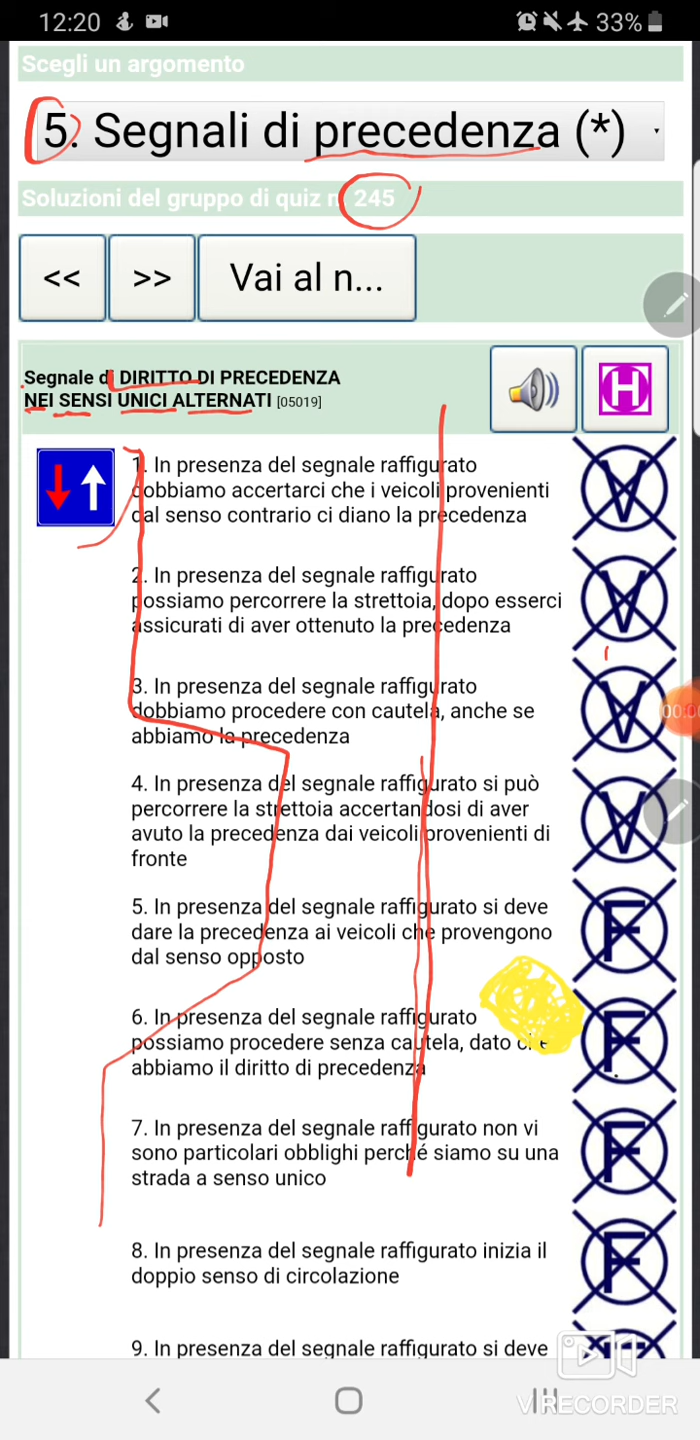 12:20
33%
Scegli un argomento
5. Segnali di precedenza (*)
Soluzioni del gruppo di quiz n 245
<<
>>
Vai al n...
Segnale di DIRITTO DI PRECEDENZA
NEI SENSI UNICI ALTERNATI [05019]
H
1. In presenza del segnale raffigurato
dobbiamo accertarci che i veicoli provenienti
dal senso contrario ci diano la precedenza
V
2. In presenza del segnale raffigurato
possiamo percorrere la strettoia, dopo esserci
assicurati di aver ottenuto la precedenza
V
3. In presenza del segnale raffigurato
dobbiamo procedere con cautela, anche se
abbiamo la precedenza
V
4. In presenza del segnale raffigurato si può
percorrere la strettoia accertandosi di aver
avuto la precedenza dai veicoli provenienti di
fronte
V
5. In presenza del segnale raffigurato si deve
dare la precedenza ai veicoli che provengono
dal senso opposto
F
6. In presenza del segnale raffigurato
possiamo procedere senza cautela, dato
abbiamo il diritto di precedenza
F
7. In presenza del segnale raffigurato non vi
sono particolari obblighi perché siamo su una
strada a senso unico
F
8. In presenza del segnale raffigurato inizia il
doppio senso di circolazione
F
9. In presenza del segnale raffigurato si deve
VIRECORDER